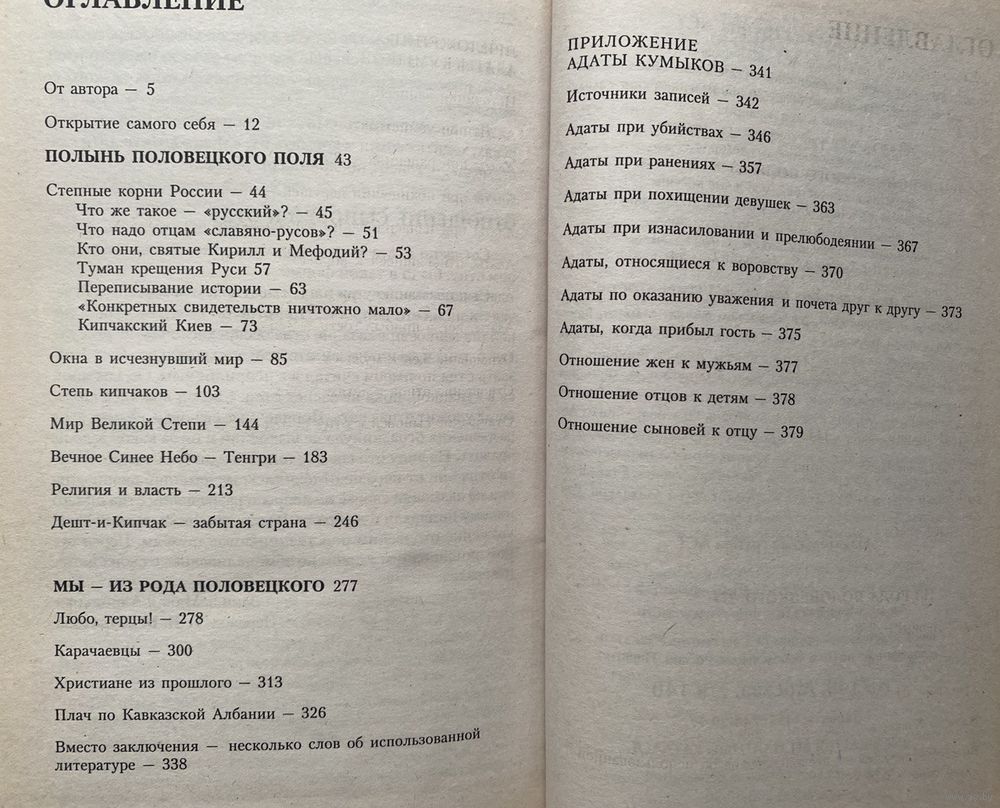 ОГЛАВЛЕНИЕ
От автора — 5
Открытие самого себя — 12
ПОЛЫНЬ ПОЛОВЕЦКОГО ПОЛЯ 43
Степные корни России — 44
Что же такое — «русский»? — 45
Что надо отцам «славяно-русов»? — 51
Кто они, святые Кирилл и Мефодий? — 53
Туман крещения Руси 57
Переписывание истории — 63
«Конкретных свидетельств ничтожно мало» — 67
Кипчакский Киев — 73
Окна в исчезнувший мир — 85
Степь кипчаков — 103
Мир Великой Степи — 144
Вечное Синее Небо — Тенгри — 183
Религия и власть — 213
Дешт-и-Кипчак — забытая страна — 246
МЫ — ИЗ РОДА ПОЛОВЕЦКОГО 277
Любо, терцы! — 278
Карачаевцы — 300
Христиане из прошлого — 313
Плач по Кавказской Албании — 326
Вместо заключения — несколько слов об использованной
литературе — 338
ПРИЛОЖЕНИЕ
АДАТЫ КУМЫКОВ — 341
Источники записей — 342
Адаты при убийствах — 346
Адаты при ранениях — 357
Адаты при похищении девушек — 363
Адаты при изнасиловании и прелюбодеянии — 367
Адаты, относящиеся к воровству — 370
Адаты по оказанию уважения и почета друг к другу — 373
Адаты, когда прибыл гость — 375
Отношение жен к мужьям — 377
Отношение отцов к детям — 378
Отношение сыновей к отцу — 379